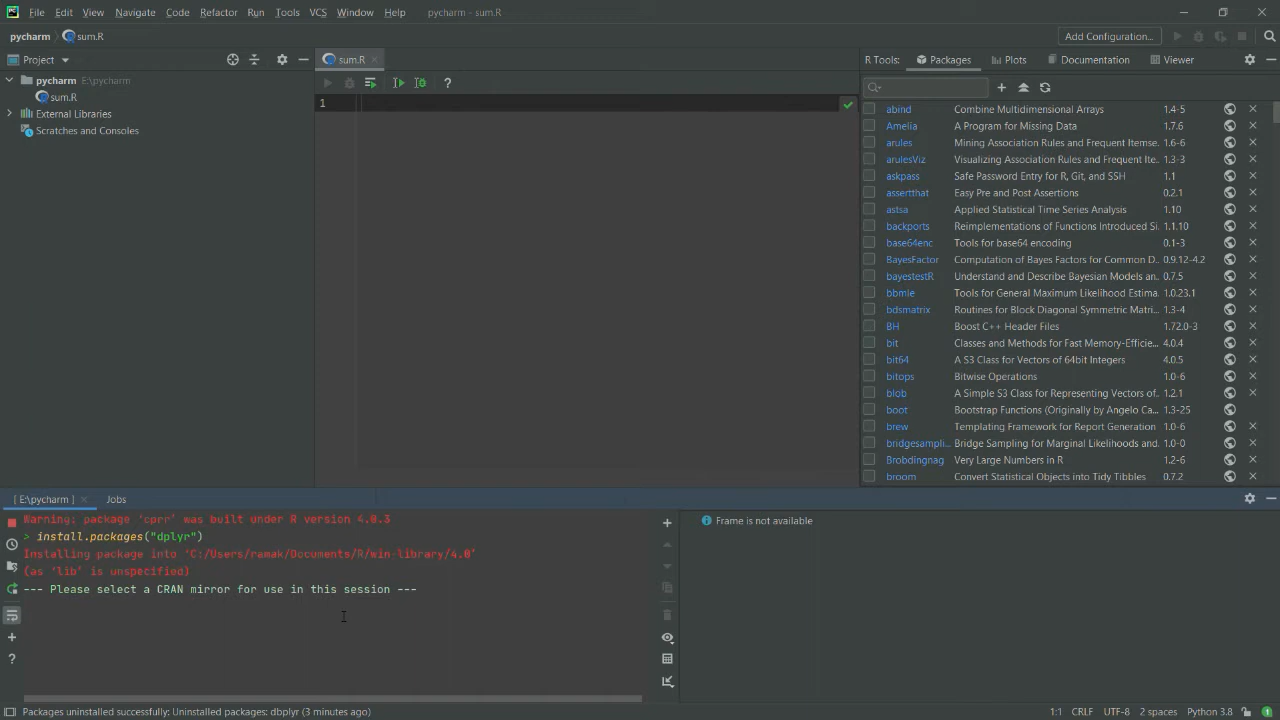 PC File Edit View Navigate Code Refactor Run Tools VCS Window Help pycharm - sum.R
pycharm sum.R Add Configuration...
Project sum.R R Tools: Packages Plots Documentation Viewer
pycharm E:\pycharm
sum.R
External Libraries
Scratches and Consoles
1
abind Combine Multidimensional Arrays 1.4-5
Amelia A Program for Missing Data 1.7.6
arules Mining Association Rules and Frequent Itemse.. 1.6-6
arulesViz Visualizing Association Rules and Frequent Ite.. 1.3-3
askpass Safe Password Entry for R, Git, and SSH 1.1
assertthat Easy Pre and Post Assertions 0.2.1
astsa Applied Statistical Time Series Analysis 1.10
backports Reimplementations of Functions Introduced Si.. 1.1.10
base64enc Tools for base64 encoding 0.1-3
BayesFactor Computation of Bayes Factors for Common D.. 0.9.12-4.2
bayestestR Understand and Describe Bayesian Models an.. 0.7.5
bbmle Tools for General Maximum Likelihood Estima.. 1.0.23.1
bdsmatrix Routines for Block Diagonal Symmetric Matri... 1.3-4
BH Boost C++ Header Files 1.72.0-3
bit Classes and Methods for Fast Memory-Efficie... 4.0.4
bit64 A S3 Class for Vectors of 64bit Integers 4.0.5
bitops Bitwise Operations 1.0-6
blob A Simple S3 Class for Representing Vectors of.. 1.2.1
boot Bootstrap Functions (Originally by Angelo Ca... 1.3-25
brew Templating Framework for Report Generation 1.0-6
bridgesampli.. Bridge Sampling for Marginal Likelihoods and.. 1.0-0
Brobdingnag Very Large Numbers in R 1.2-6
broom Convert Statistical Objects into Tidy Tibbles 0.7.2
[ E:\pycharm ] Jobs
Warning: package 'cprr' was built under R version 4.0.3
> install.packages("dplyr")
Installing package into 'C:/Users/ramak/Documents/R/win-library/4.0'
(as 'lib' is unspecified)
--- Please select a CRAN mirror for use in this session ---
Frame is not available
Packages uninstalled successfully: Uninstalled packages: dbplyr (3 minutes ago) 1:1 CRLF UTF-8 2 spaces Python 3.8